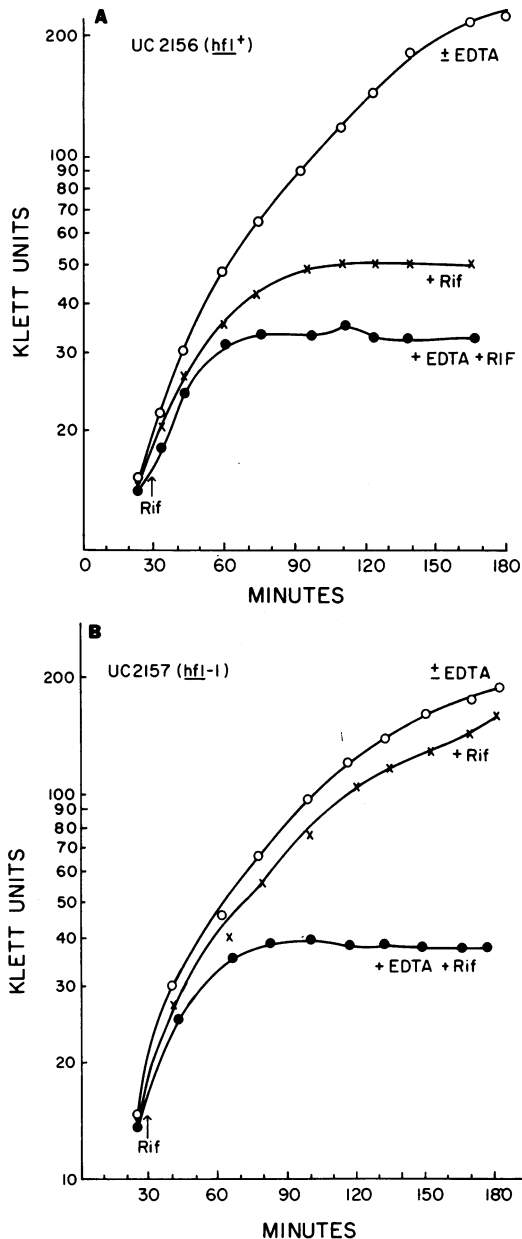 A
UC 2156 (hfl+)
± EDTA
+ Rif
+ EDTA + RIF
Rif
KLETT UNITS
200
100
90
80
70
60
50
40
30
20
0 30 60 90 120 150 180
MINUTES
B
UC 2157 (hfl-1)
± EDTA
+ Rif
+ EDTA + Rif
Rif
KLETT UNITS
200
100
90
80
70
60
50
40
30
20
10
30 60 90 120 150 180
MINUTES